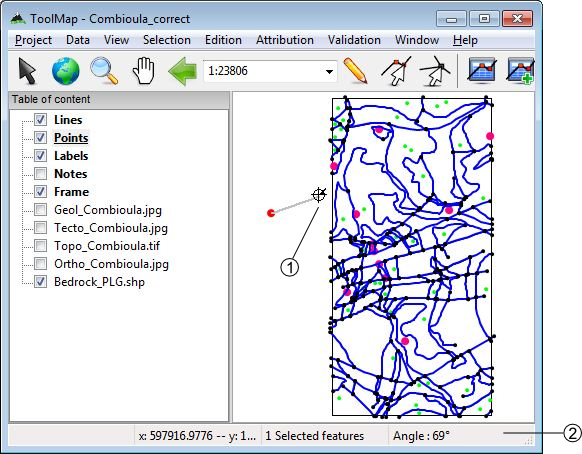 ToolMap - Combioula_correct
Project Data View Selection Edition Attribution Validation Window Help
1:23806
Table of content
Lines
Points
Labels
Notes
Frame
Geol_Combioula.jpg
Tecto_Combioula.jpg
Topo_Combioula.tif
Ortho_Combioula.jpg
Bedrock_PLG.shp
1
x: 597916.9776 -- y: 1... 1 Selected features Angle : 69°
2